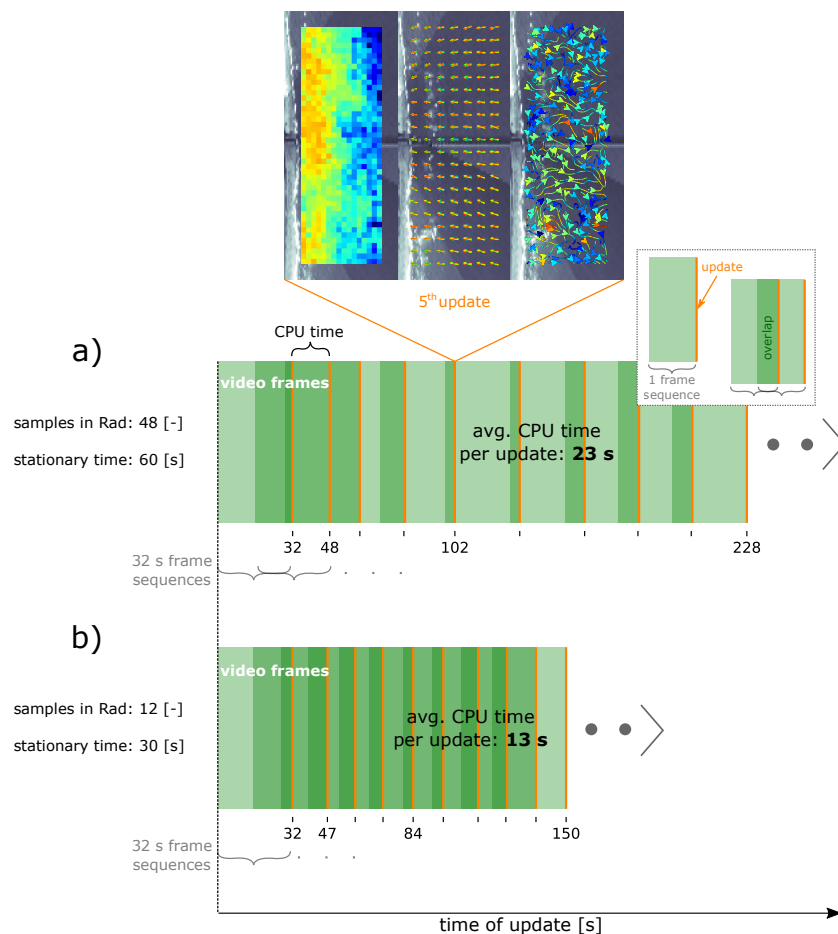 5th update
update
overlap
1 frame
sequence
a)
CPU time
video frames
samples in Rad: 48 [-]
stationary time: 60 [s]
avg. CPU time
per update: 23 s
32 48 102 228
32 s frame
sequences
b)
video frames
samples in Rad: 12 [-]
stationary time: 30 [s]
avg. CPU time
per update: 13 s
32 47 84 150
32 s frame
sequences
time of update [s]